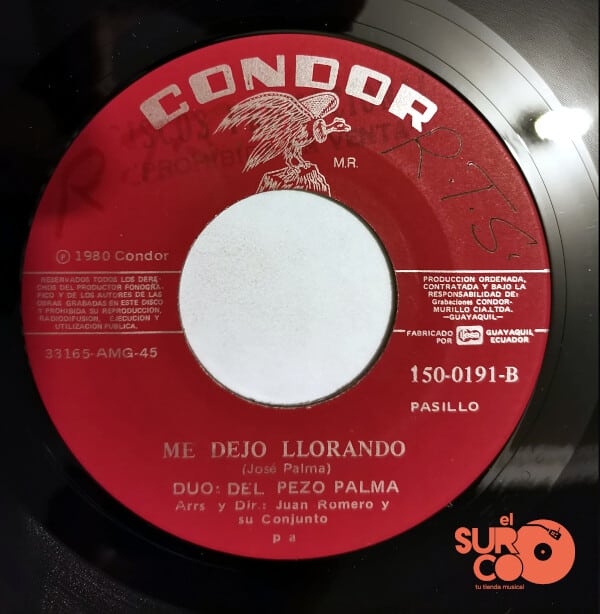 CONDOR
PROHIBI VENTA
M.R.
R.T.S.
℗ 1980 Condor
RESERVADOS TODOS LOS DERE-
CHOS DEL PRODUCTOR FONOGRÁ-
FICO Y DE LOS AUTORES DE LAS
OBRAS GRABADAS EN ESTE DISCO
Y PROHIBIDA SU REPRODUCCION,
RADIODIFUSION, EJECUCION Y
UTILIZACION PUBLICA.
33165-AMG-45
PRODUCCION ORDENADA,
CONTRATADA Y BAJO LA
RESPONSABILIDAD DE:
Grabaciones CONDOR-
MURILLO CIA.LTDA.
-GUAYAQUIL-
FABRICADO POR
GUAYAQUIL ECUADOR
150-0191-B
PASILLO
ME DEJO LLORANDO
(José Palma)
DUO: DEL PEZO PALMA
Arrs y Dir.: Juan Romero y
su Conjunto
p a
el
SURCO
tu tienda musical